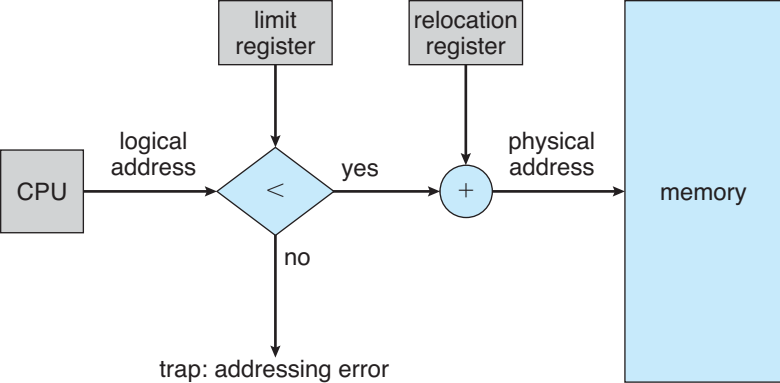 limit
register
relocation
register
logical
address
physical
address
CPU
<
yes
+
memory
no
trap: addressing error